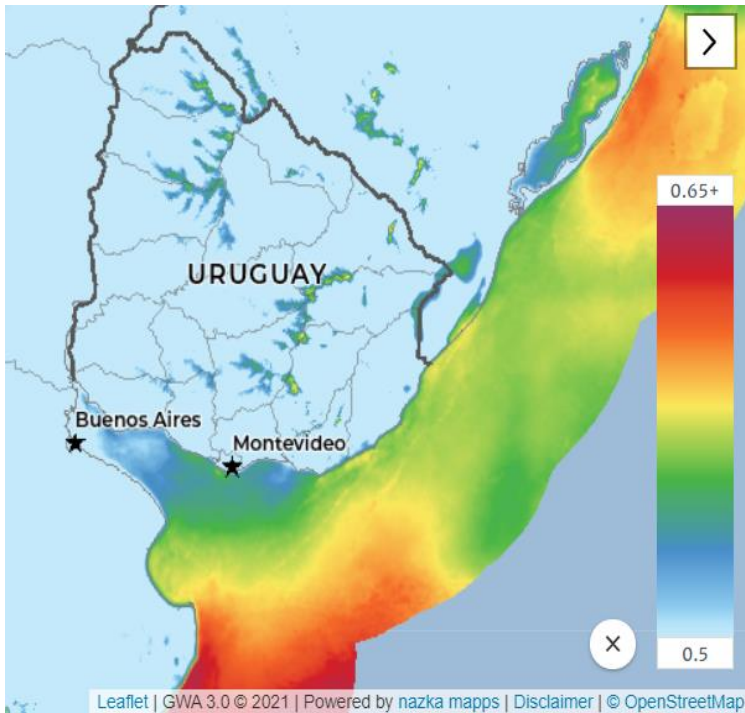 0.65+
URUGUAY
Buenos Aires
Montevideo
0.5
Leaflet | GWA 3.0 © 2021 | Powered by nazka mapps | Disclaimer | © OpenStreetMap